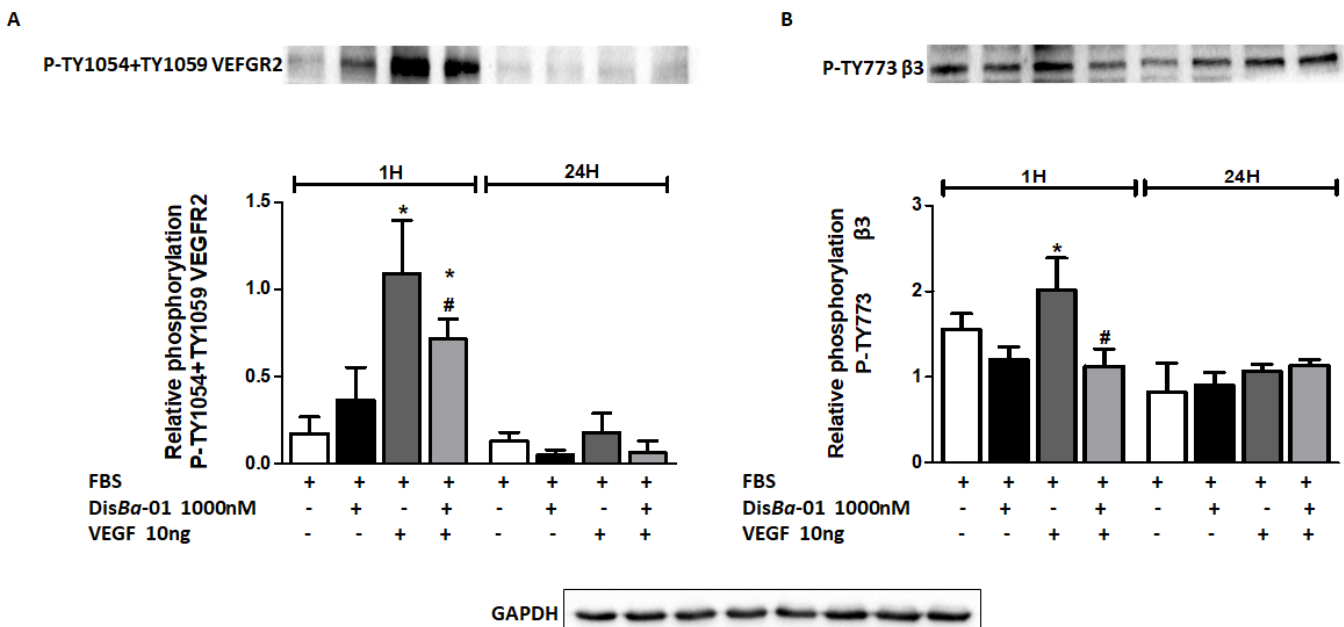 A
B
P-TY1054+TY1059 VEFGR2
P-TY773 β3
1H
24H
1H
24H
Relative phosphorylation
P-TY1054+TY1059 VEGFR2
1.5
1.0
0.5
0.0
*
*
#
Relative phosphorylation
P-TY773 β3
3
2
1
0
*
#
FBS + + + + + + + +
+ + + + + + + +
DisBa-01 1000nM - + - + - + - +
DisBa-01 1000nM - + - + - + - +
VEGF 10ng - - + + - - + +
VEGF 10ng - - + + - - + +
GAPDH